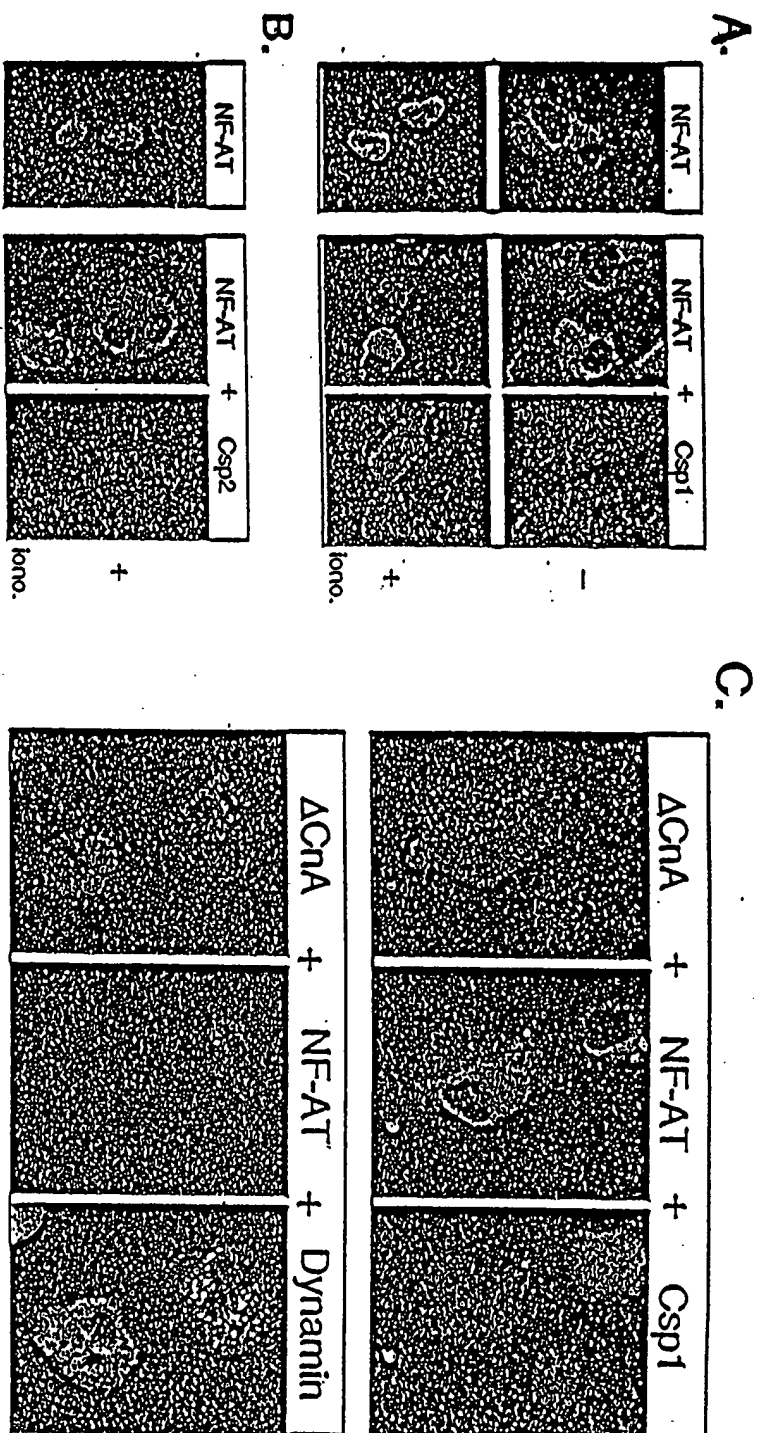 A.
NF-AT
NF-AT + Csp1
−
+
iono.
B.
NF-AT
NF-AT + Csp2
+
iono.
C.
ΔCnA + NF-AT + Csp1
ΔCnA + NF-AT + Dynamin